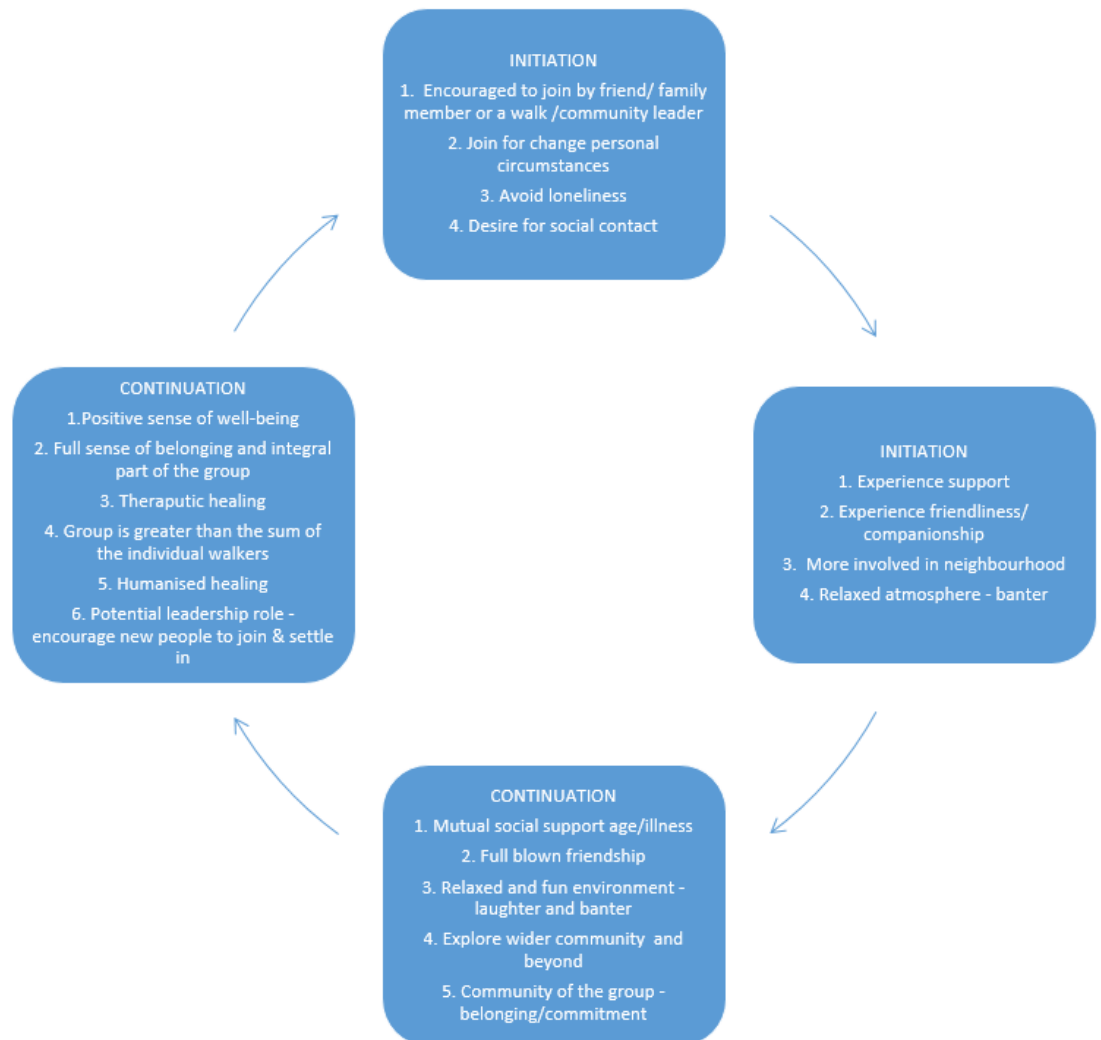 INITIATION
1. Encouraged to join by friend/ family
member or a walk /community leader
2. Join for change personal
circumstances
3. Avoid loneliness
4. Desire for social contact
INITIATION
1. Experience support
2. Experience friendliness/
companionship
3. More involved in neighbourhood
4. Relaxed atmosphere - banter
CONTINUATION
1. Mutual social support age/illness
2. Full blown friendship
3. Relaxed and fun environment -
laughter and banter
4. Explore wider community and
beyond
5. Community of the group -
belonging/commitment
CONTINUATION
1.Positive sense of well-being
2. Full sense of belonging and integral
part of the group
3. Theraputic healing
4. Group is greater than the sum of
the individual walkers
5. Humanised healing
6. Potential leadership role -
encourage new people to join & settle
in